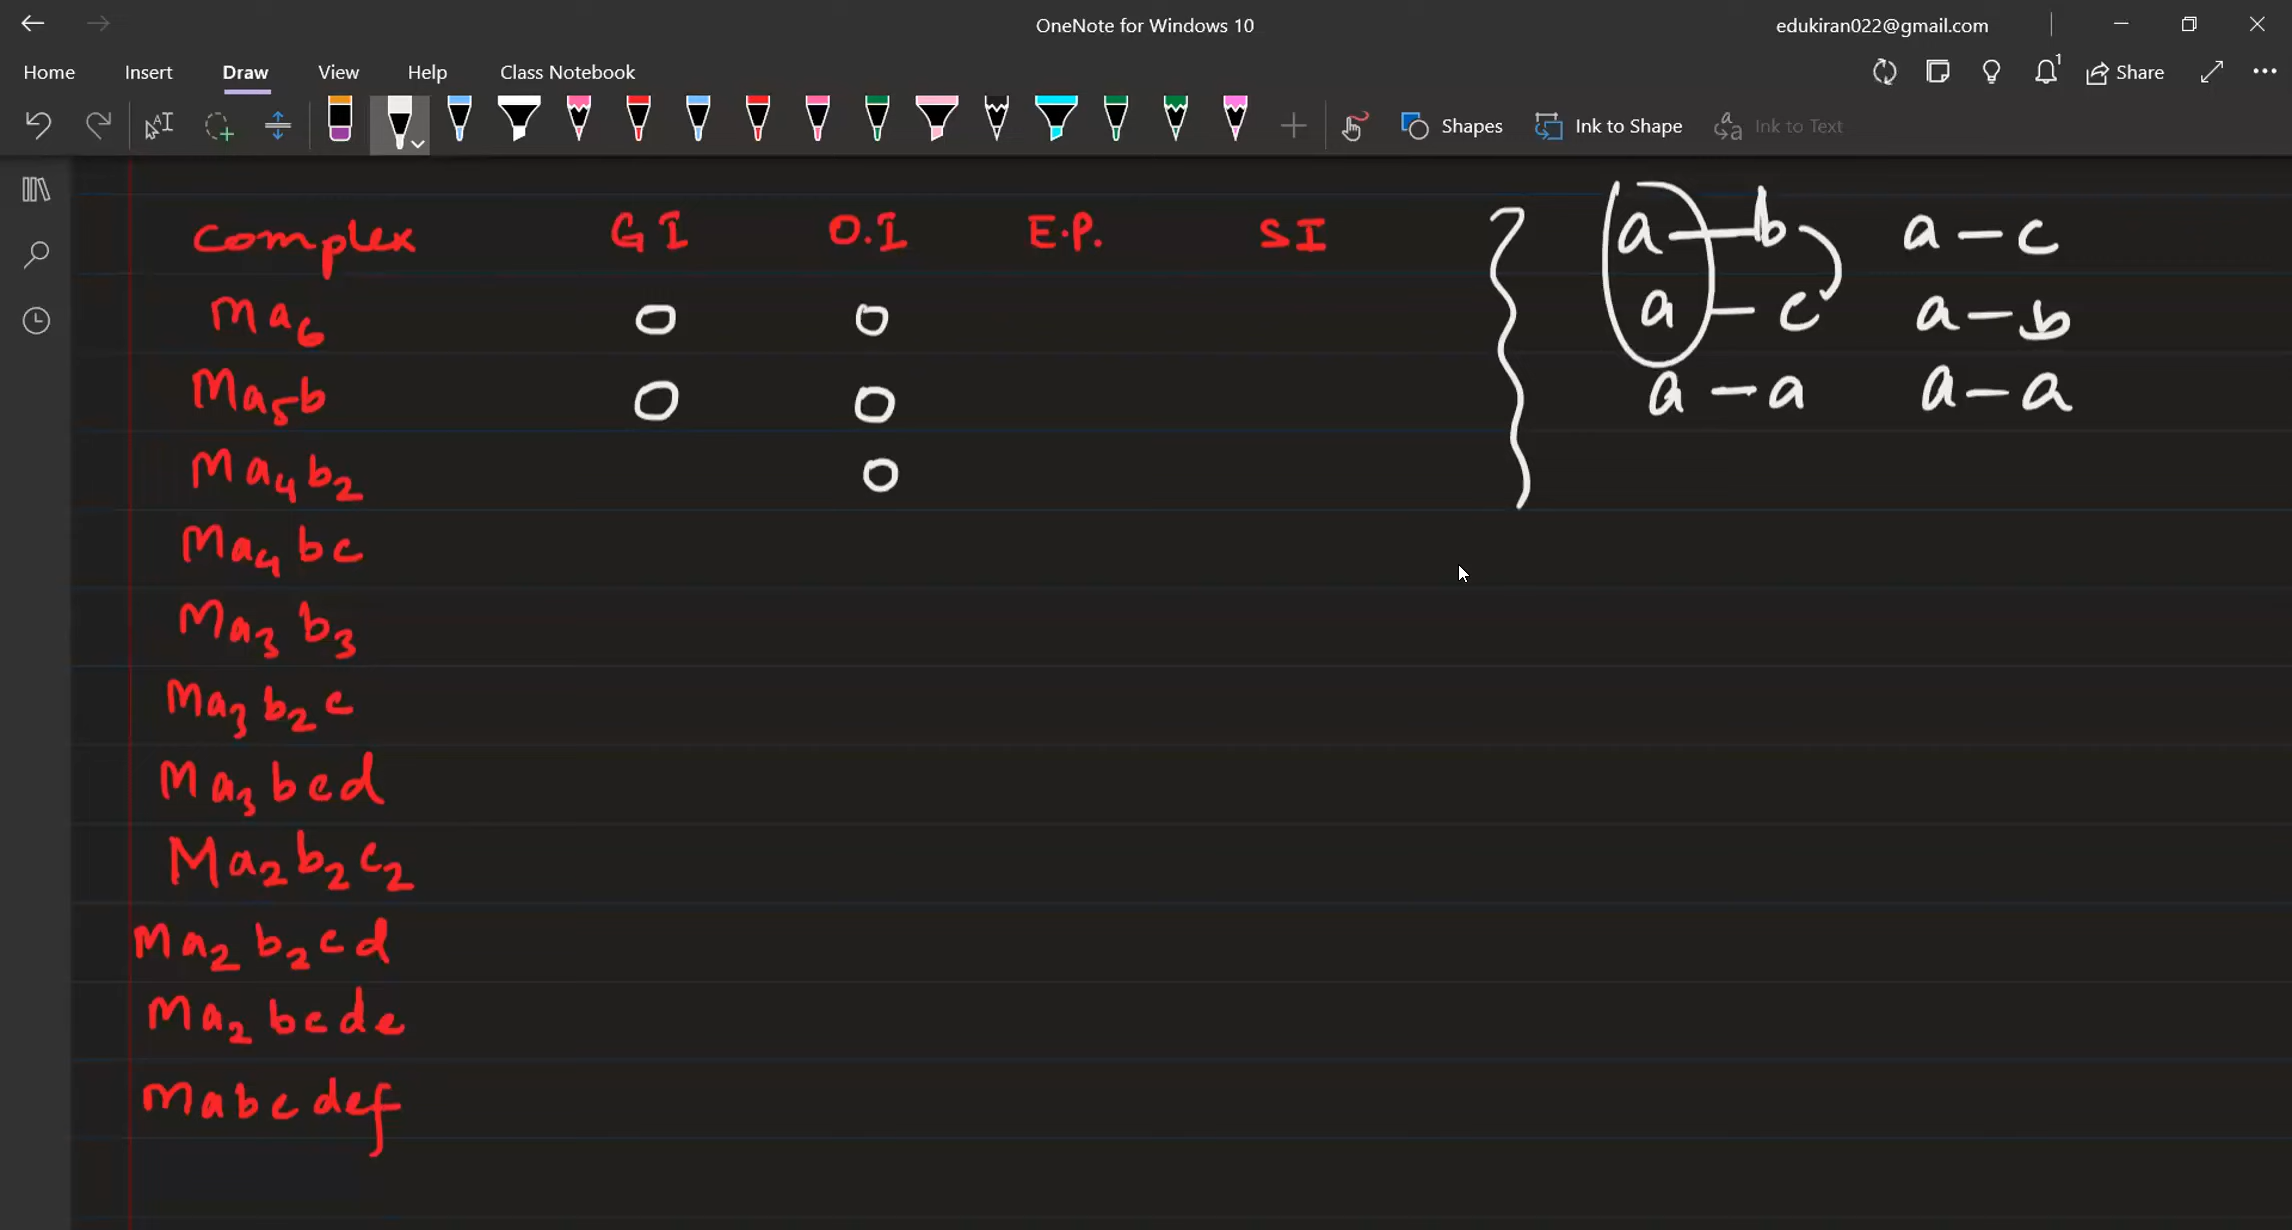 OneNote for Windows 10
edukiran022@gmail.com
Home Insert Draw View Help Class Notebook
1 Share
Shapes Ink to Shape Ink to Text
Complex G I O.I E.P. S I
Ma6 0 0
Ma5b 0 0
Ma4b2 0
Ma4bc
Ma3b3
Ma3b2c
Ma3bcd
Ma2b2c2
Ma2b2cd
Ma2bcde
Mabcdef
a-b a-c
a-c a-b
a-a a-a